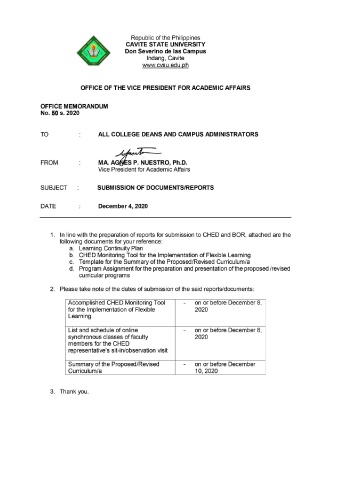 Republic of the Philippines
CAVITE STATE UNIVERSITY
Don Severino de las Campus
Indang, Cavite
www.cvsu.edu.ph
OFFICE OF THE VICE PRESIDENT FOR ACADEMIC AFFAIRS
OFFICE MEMORANDUM
No. 80 s. 2020
TO : ALL COLLEGE DEANS AND CAMPUS ADMINISTRATORS
FROM : MA. AGNES P. NUESTRO, Ph.D.
Vice President for Academic Affairs
SUBJECT : SUBMISSION OF DOCUMENTS/REPORTS
DATE : December 4, 2020
1. In line with the preparation of reports for submission to CHED and BOR, attached are the
following documents for your reference:
a. Learning Continuity Plan
b. CHED Monitoring Tool for the Implementation of Flexible Learning
c. Template for the Summary of the Proposed/Revised Curriculum/a
d. Program Assignment for the preparation and presentation of the proposed /revised
curricular programs
2. Please take note of the dates of submission of the said reports/documents:
Accomplished CHED Monitoring Tool - on or before December 8,
for the Implementation of Flexible 2020
Learning
List and schedule of online - on or before December 8,
synchronous classes of faculty 2020
members for the CHED
representative's sit-in/observation visit
Summary of the Proposed/Revised - on or before December
Curriculum/a 10, 2020
3. Thank you.